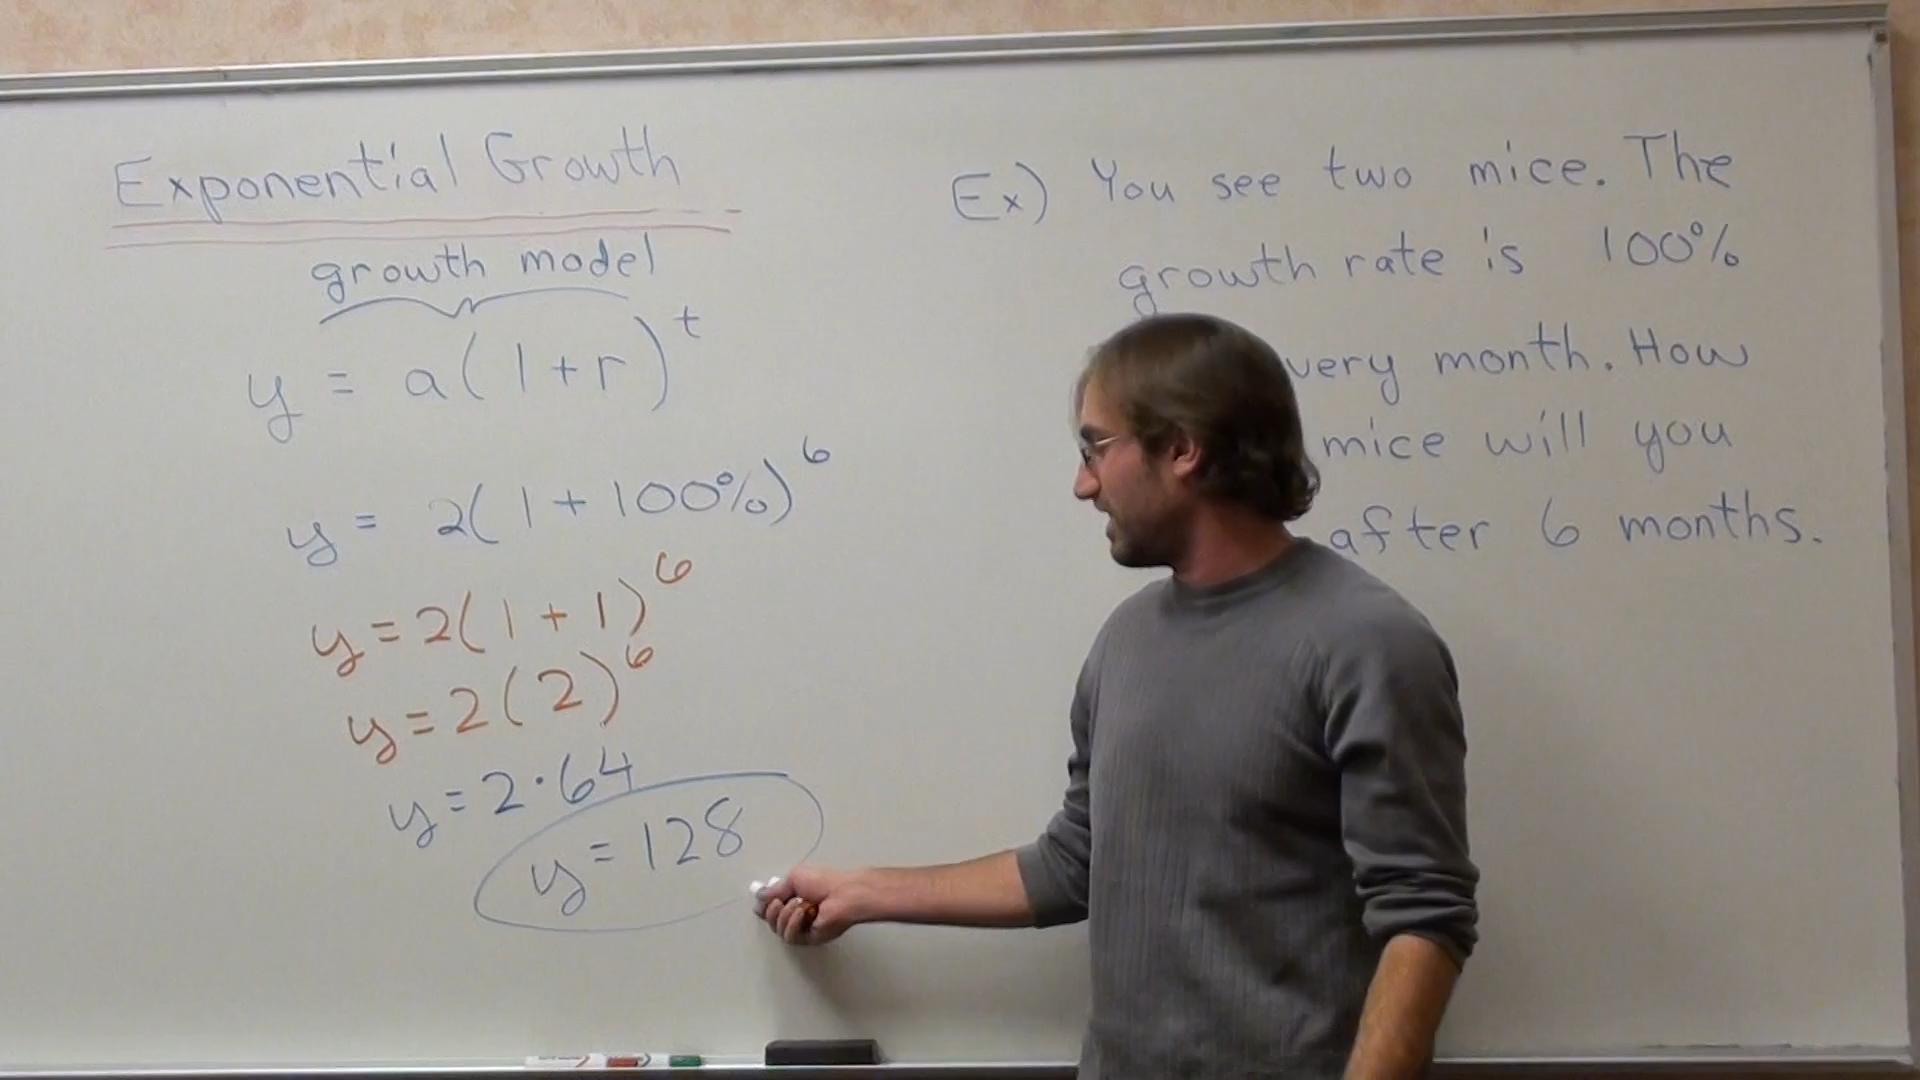 Exponential Growth
growth model
y = a(1+r)^t
y = 2(1+100%)^6
y=2(1+1)^6
y=2(2)^6
y=2·64
y=128
Ex) You see two mice. The
growth rate is 100%
very month. How
mice will you
after 6 months.